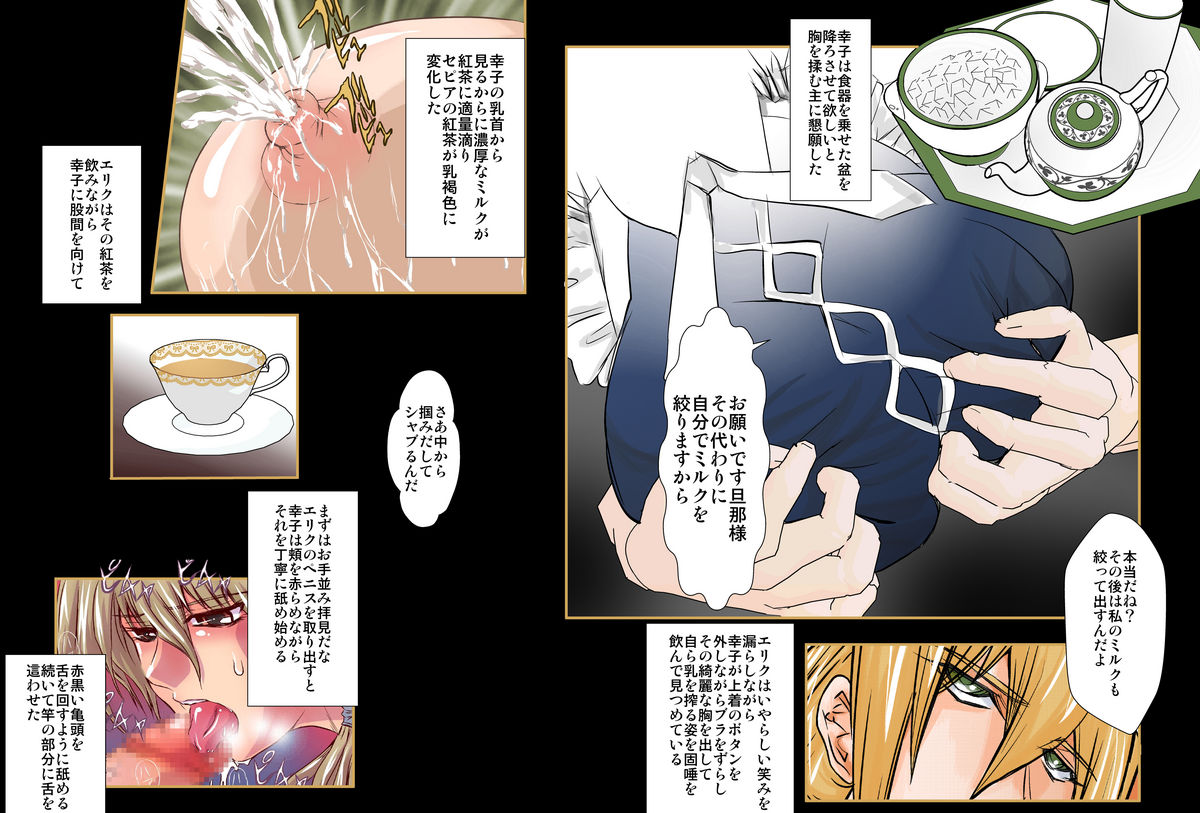 幸子は食器を乗せた盆を
降ろさせて欲しいと
胸を揉む主に懇願した
お願いです旦那様
その代わりに
自分でミルクを
絞りますから
本当だね？
その後は私のミルクも
絞って出すんだよ
エリクはいやらしい笑みを
漏らしながら
幸子が上着のボタンを
外しながらブラをずらし
その綺麗な胸を出して
自ら乳を搾る姿を固唾を
飲んで見つめている
幸子の乳首から
見るからに濃厚なミルクが
紅茶に適量滴り
セピアの紅茶が乳褐色に
変化した
エリクはその紅茶を
飲みながら
幸子に股間を向けて
さあ中から
掴みだして
シャブるんだ
まずはお手並み拝見だな
エリクのペニスを取り出すと
幸子は頬を赤らめながら
それを丁寧に舐め始める
ピチャ
ピチャ
赤黒い亀頭を
舌を回すように舐める
続いて竿の部分に舌を
這わせた